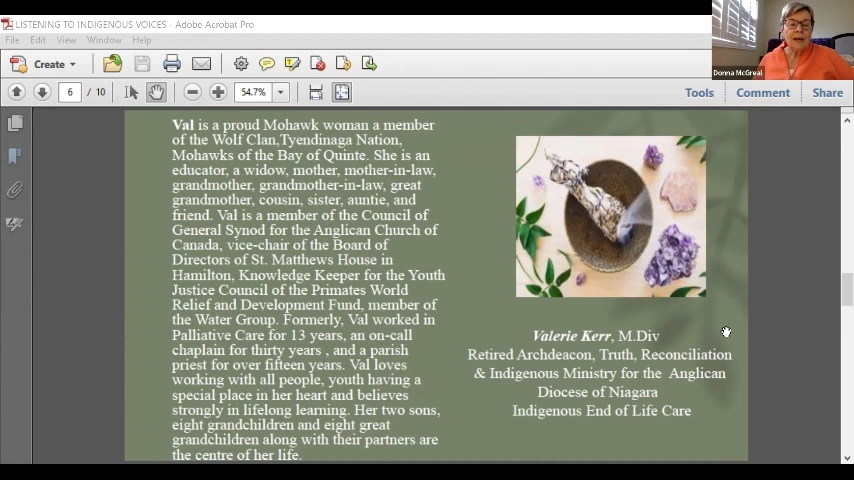 LISTENING TO INDIGENOUS VOICES - Adobe Acrobat Pro
File Edit View Window Help
Create
6 / 10
54.7%
Tools Comment Share
Donna McGreal
Val is a proud Mohawk woman a member
of the Wolf Clan,Tyendinaga Nation,
Mohawks of the Bay of Quinte. She is an
educator, a widow, mother, mother-in-law,
grandmother, grandmother-in-law, great
grandmother, cousin, sister, auntie, and
friend. Val is a member of the Council of
General Synod for the Anglican Church of
Canada, vice-chair of the Board of
Directors of St. Matthews House in
Hamilton, Knowledge Keeper for the Youth
Justice Council of the Primates World
Relief and Development Fund, member of
the Water Group. Formerly, Val worked in
Palliative Care for 13 years, an on-call
chaplain for thirty years , and a parish
priest for over fifteen years. Val loves
working with all people, youth having a
special place in her heart and believes
strongly in lifelong learning. Her two sons,
eight grandchildren and eight great
grandchildren along with their partners are
the centre of her life.
Valerie Kerr, M.Div
Retired Archdeacon, Truth, Reconciliation
& Indigenous Ministry for the Anglican
Diocese of Niagara
Indigenous End of Life Care